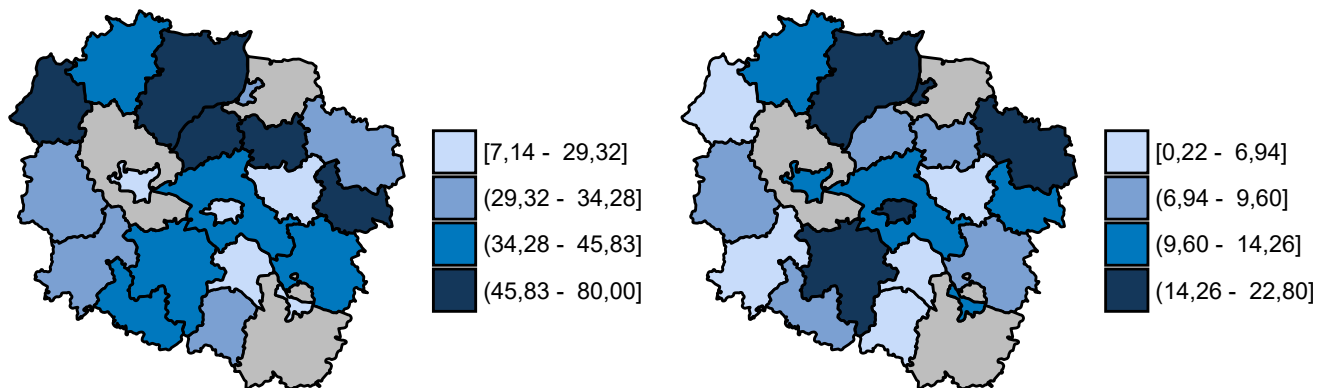 [7,14 - 29,32]
(29,32 - 34,28]
(34,28 - 45,83]
(45,83 - 80,00]
[0,22 - 6,94]
(6,94 - 9,60]
(9,60 - 14,26]
(14,26 - 22,80]